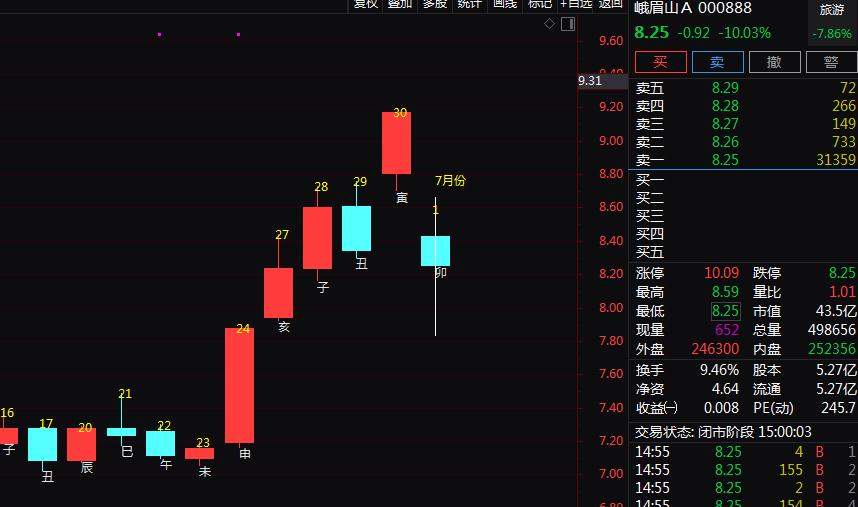 复权 叠加 多股 统计 画线 标记 +自选 返回
9.60
9.40
9.31
9.20
9.00
8.80
8.60
8.40
8.20
8.00
7.80
7.60
7.40
7.20
7.00
6.80
16
17
20
21
22
23
24
27
28
29
30
7月份
1
子
丑
辰
巳
午
未
申
亥
子
丑
寅
卯
峨眉山A 000888
旅游
8.25 -0.92 -10.03%
-7.86%
买 卖 撤 警
卖五 8.29 72
卖四 8.28 266
卖三 8.27 149
卖二 8.26 733
卖一 8.25 31359
买一
买二
买三
买四
买五
涨停 10.09 跌停 8.25
最高 8.59 量比 1.01
最低 8.25 市值 43.5亿
现量 652 总量 498656
外盘 246300 内盘 252356
换手 9.46% 股本 5.27亿
净资 4.64 流通 5.27亿
收益㈠ 0.008 PE(动) 245.7
交易状态: 闭市阶段 15:00:03
14:55 8.25 4 B 1
14:55 8.25 155 B 2
14:55 8.25 2 B 2
14:55 8.25 154 B 4